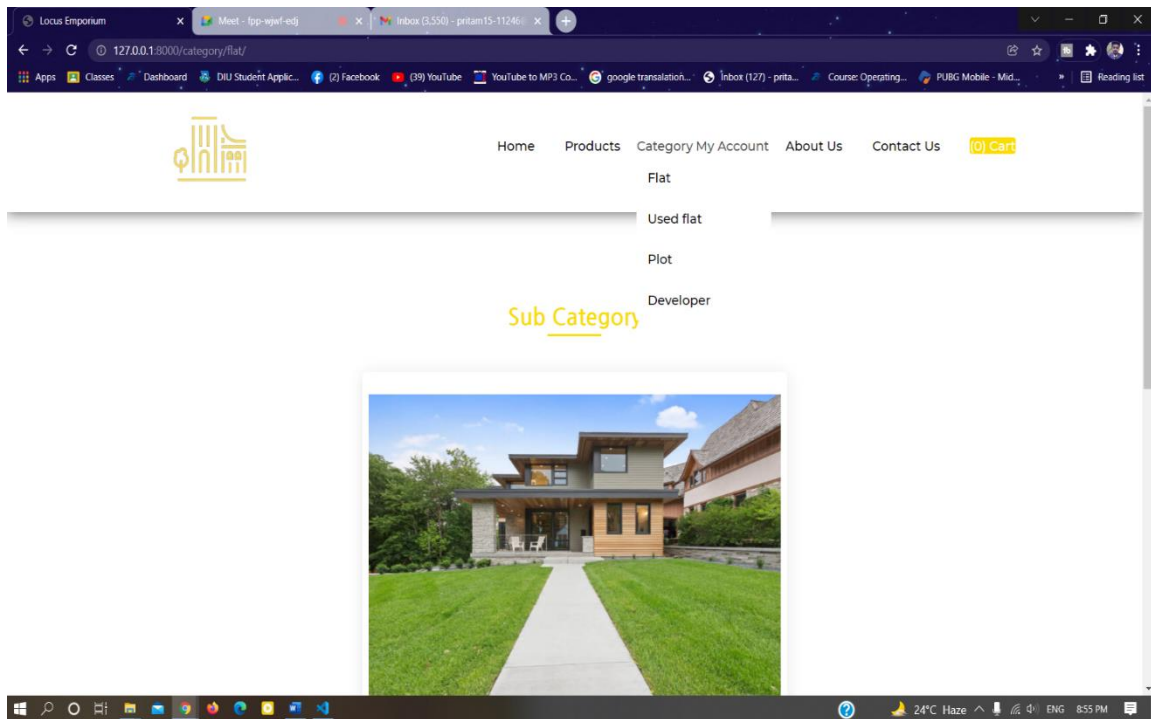 Locus Emporium
Meet - fpp-wjwf-edj
Inbox (3,550) - pritam15-11246
127.0.0.1:8000/category/flat/
Apps Classes Dashboard DIU Student Applic... (2) Facebook (39) YouTube YouTube to MP3 Co... google transalation... Inbox (127) - prita... Course: Operating... PUBG Mobile - Mid... » Reading list
Home Products Category My Account About Us Contact Us (0) Cart
Flat
Used flat
Plot
Developer
Sub Category
24°C Haze ENG 8:55 PM